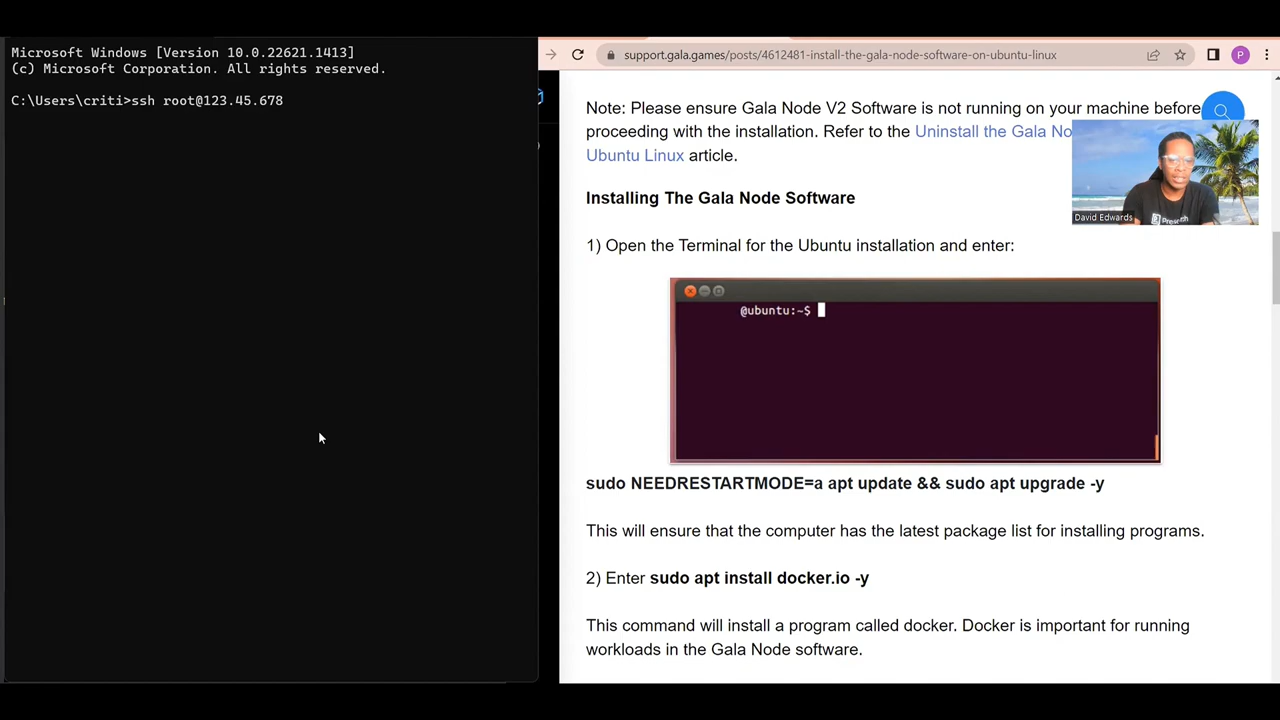 Microsoft Windows [Version 10.0.22621.1413]
(c) Microsoft Corporation. All rights reserved.
C:\Users\criti>ssh root@123.45.678
support.gala.games/posts/4612481-install-the-gala-node-software-on-ubuntu-linux
P
Note: Please ensure Gala Node V2 Software is not running on your machine before
proceeding with the installation. Refer to the Uninstall the Gala No
Ubuntu Linux article.
David Edwards
Installing The Gala Node Software
1) Open the Terminal for the Ubuntu installation and enter:
@ubuntu:~$
sudo NEEDRESTARTMODE=a apt update && sudo apt upgrade -y
This will ensure that the computer has the latest package list for installing programs.
2) Enter sudo apt install docker.io -y
This command will install a program called docker. Docker is important for running
workloads in the Gala Node software.